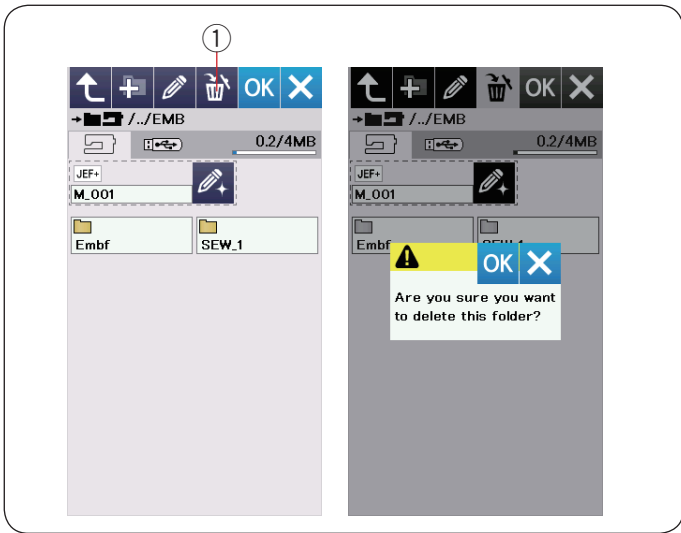 ①
OK
/../EMB
0.2/4MB
JEF+
M_001
Embf
SEW_1
OK
/../EMB
0.2/4MB
JEF+
M_001
Embf
OK
Are you sure you want
to delete this folder?